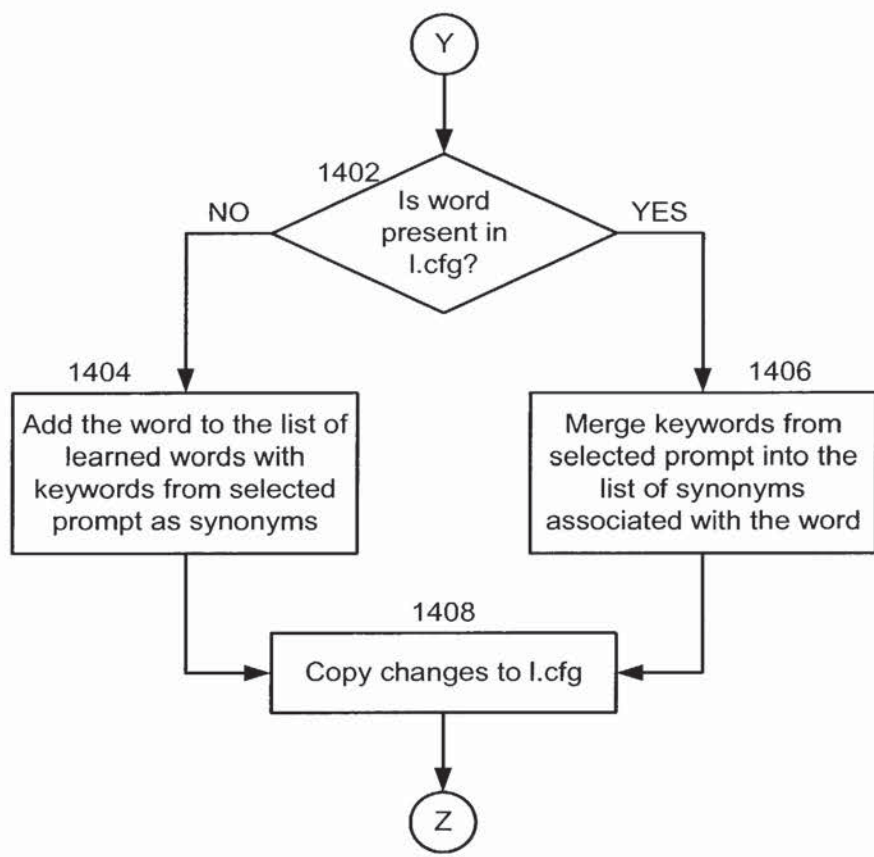 Y
1402
Is word
present in
l.cfg?
NO
YES
1404
Add the word to the list of
learned words with
keywords from selected
prompt as synonyms
1406
Merge keywords from
selected prompt into the
list of synonyms
associated with the word
1408
Copy changes to l.cfg
Z